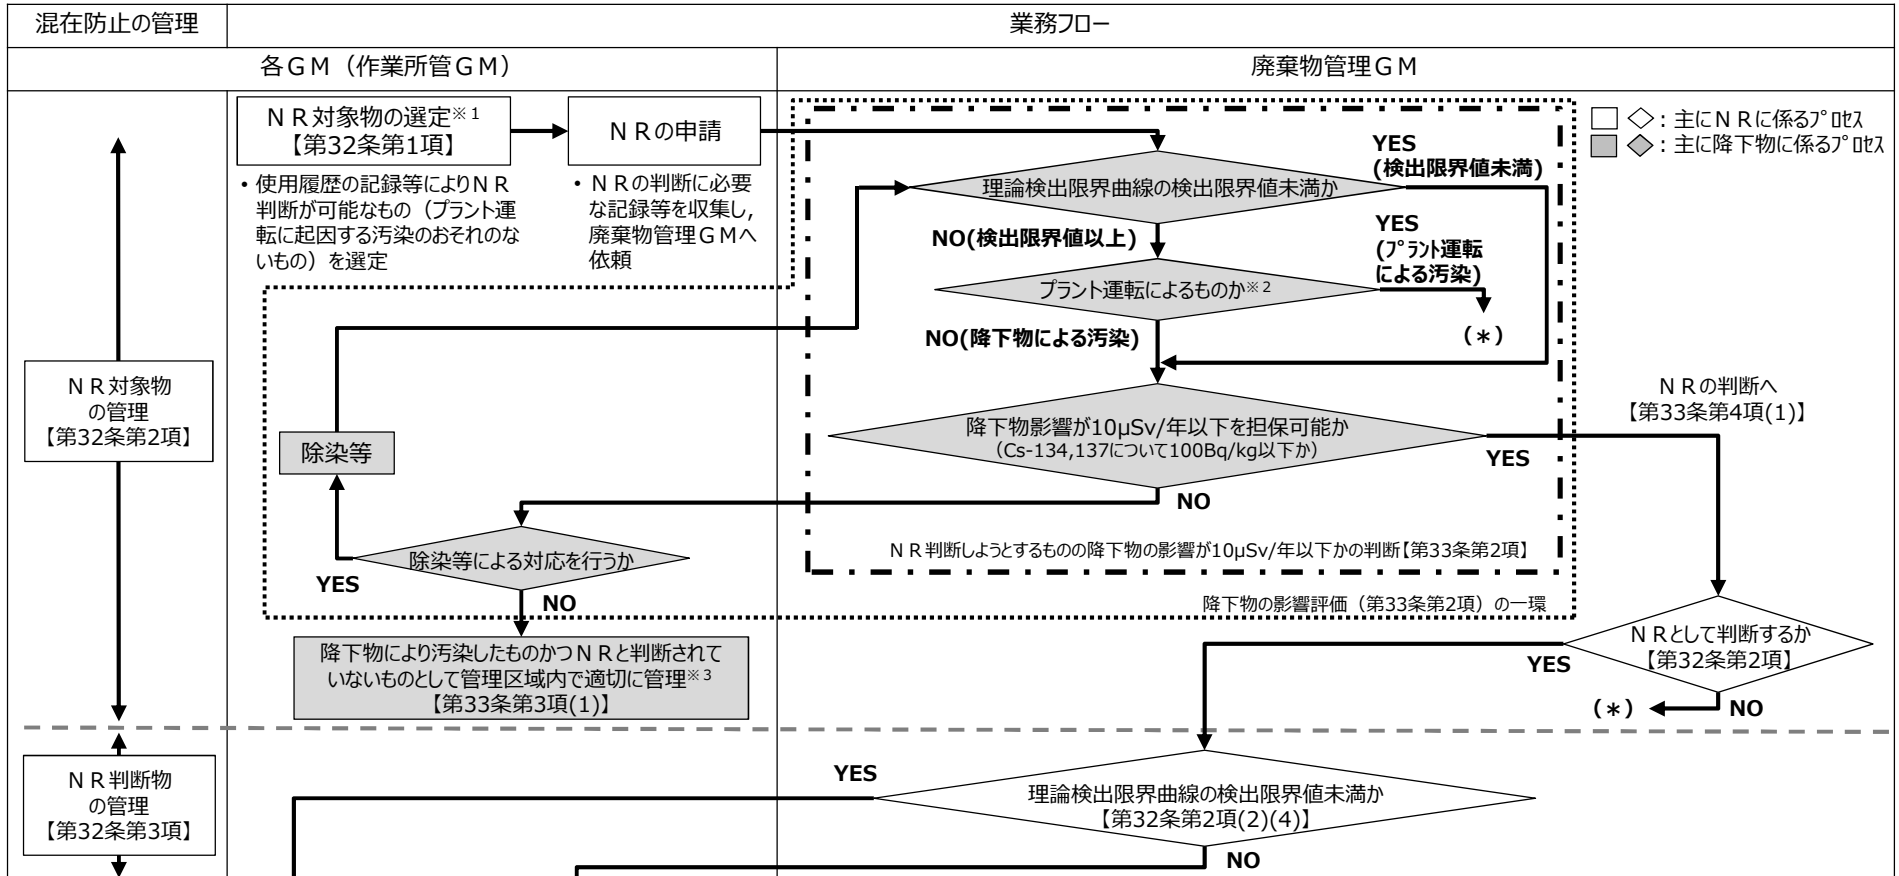 混在防止の管理
業務フロー
各GM（作業所管GM）
廃棄物管理GM
NR対象物の選定※1
【第32条第1項】
NRの申請
・使用履歴の記録等によりNR
判断が可能なもの（プラント運
転に起因する汚染のおそれのな
いもの）を選定
・NRの判断に必要
な記録等を収集し，
廃棄物管理GMへ
依頼
：主にNRに係るプロセス
：主に降下物に係るプロセス
理論検出限界曲線の検出限界値未満か
YES
(検出限界値未満)
NO(検出限界値以上)
YES
(プラント運転
による汚染)
プラント運転によるものか※2
(＊)
NO(降下物による汚染)
NR対象物
の管理
【第32条第2項】
除染等
降下物影響が10μSv/年以下を担保可能か
（Cs-134,137について100Bq/kg以下か）
YES
NO
NRの判断へ
【第33条第4項(1)】
除染等による対応を行うか
YES
NO
NR判断しようとするものの降下物の影響が10μSv/年以下かの判断【第33条第2項】
降下物の影響評価（第33条第2項）の一環
降下物により汚染したものかつNRと判断されて
いないものとして管理区域内で適切に管理※3
【第33条第3項(1)】
NRとして判断するか
【第32条第2項】
YES
NO
(＊)
NR判断物
の管理
【第32条第3項】
YES
理論検出限界曲線の検出限界値未満か
【第32条第2項(2)(4)】
NO